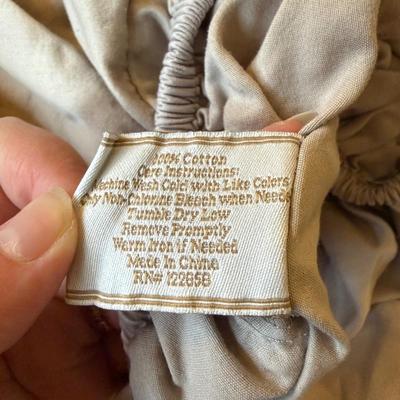 100% Cotton
Care Instructions:
Machine Wash Cold with Like Colors
Only Non-Chlorine Bleach when Needed
Tumble Dry Low
Remove Promptly
Warm Iron if Needed
Made In China
RN# 122858